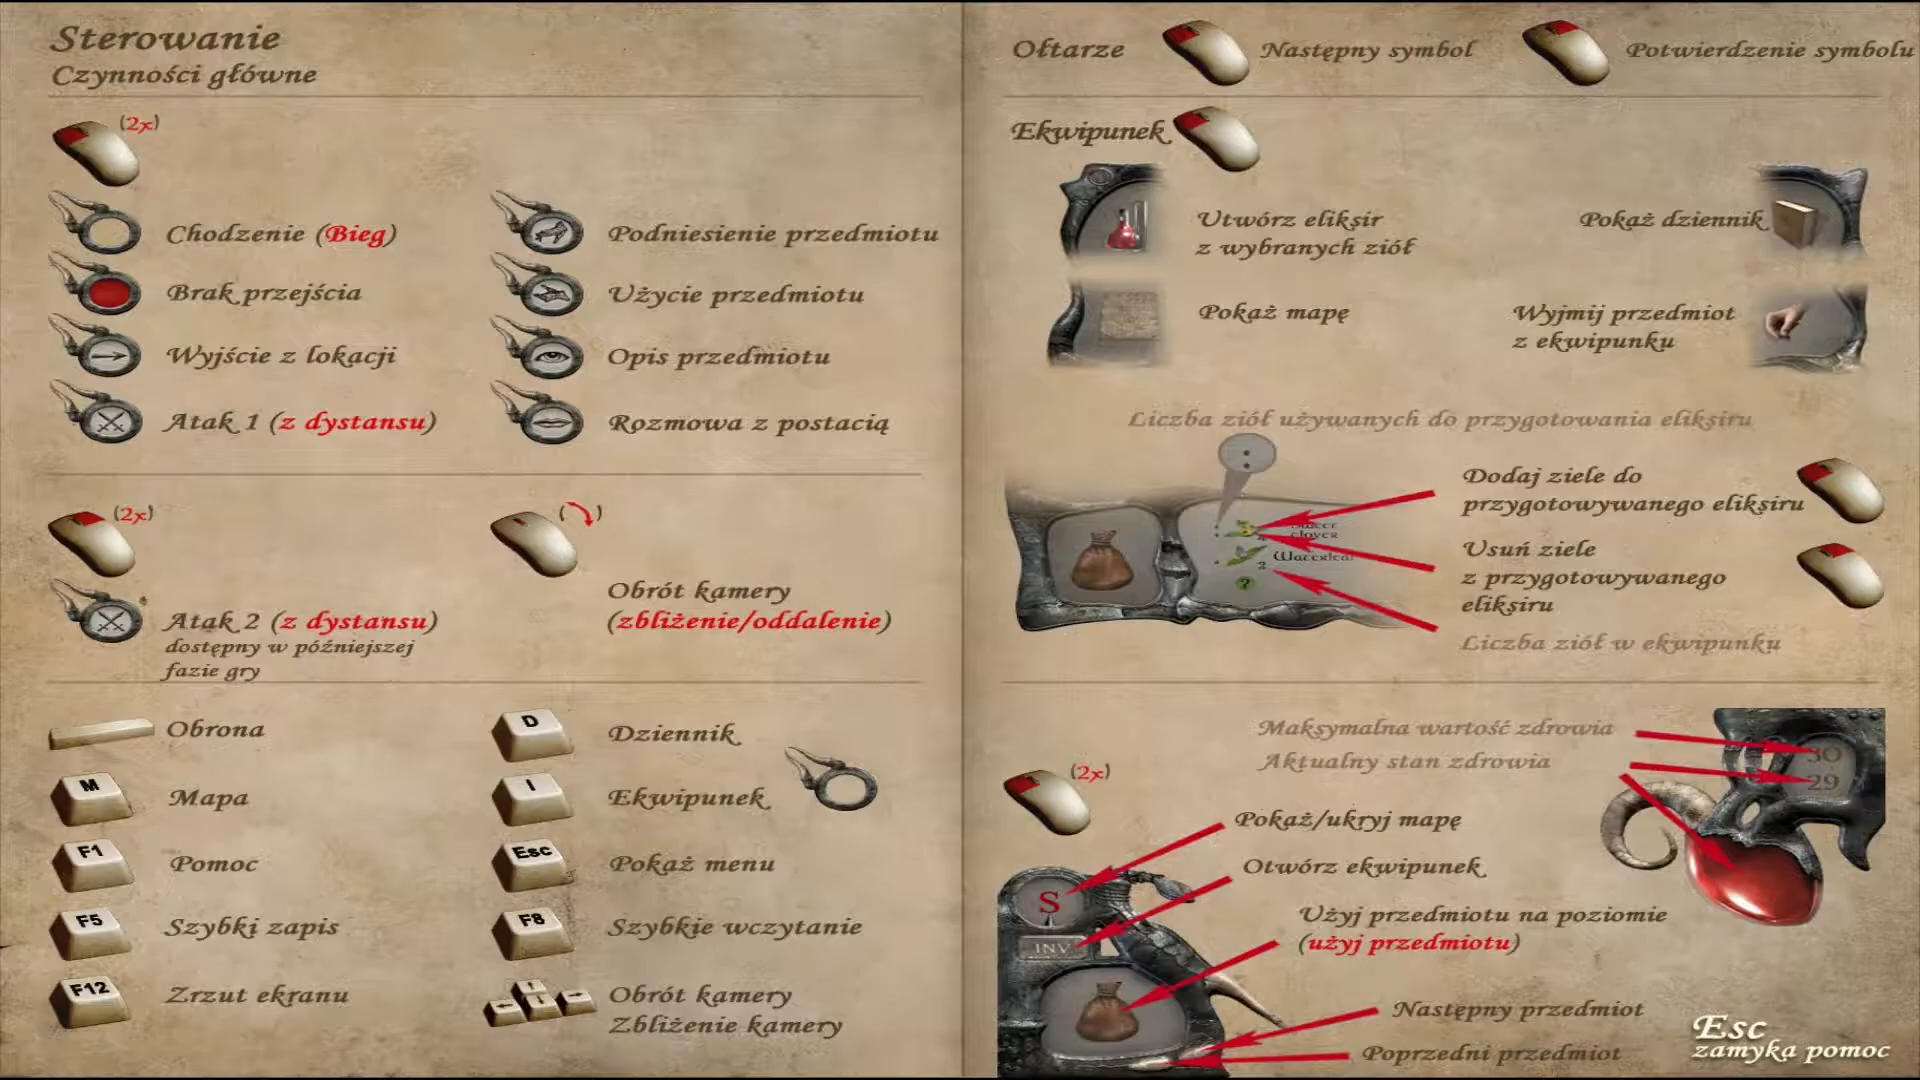 Sterowanie
Czynności główne
(2x)
Chodzenie (Bieg)
Brak przejścia
Wyjście z lokacji
Atak 1 (z dystansu)
Podniesienie przedmiotu
Użycie przedmiotu
Opis przedmiotu
Rozmowa z postacią
(2x)
Atak 2 (z dystansu)
dostępny w późniejszej
fazie gry
Obrót kamery
(zbliżenie/oddalenie)
Obrona
M
Mapa
F1
Pomoc
F5
Szybki zapis
F12
Zrzut ekranu
D
Dziennik
I
Ekwipunek
Esc
Pokaż menu
F8
Szybkie wczytanie
Obrót kamery
Zbliżenie kamery
Ołtarze
Następny symbol
Potwierdzenie symbolu
Ekwipunek
Utwórz eliksir
z wybranych ziół
Pokaż dziennik
Pokaż mapę
Wyjmij przedmiot
z ekwipunku
Liczba ziół używanych do przygotowania eliksiru
Dodaj ziele do
przygotowywanego eliksiru
Usuń ziele
z przygotowywanego
eliksiru
Liczba ziół w ekwipunku
clover
2
?
Maksymalna wartość zdrowia
30
Aktualny stan zdrowia
29
(2x)
Pokaż/ukryj mapę
S
Otwórz ekwipunek
INV
Użyj przedmiotu na poziomie
(użyj przedmiotu)
Następny przedmiot
Poprzedni przedmiot
Esc
zamyka pomoc